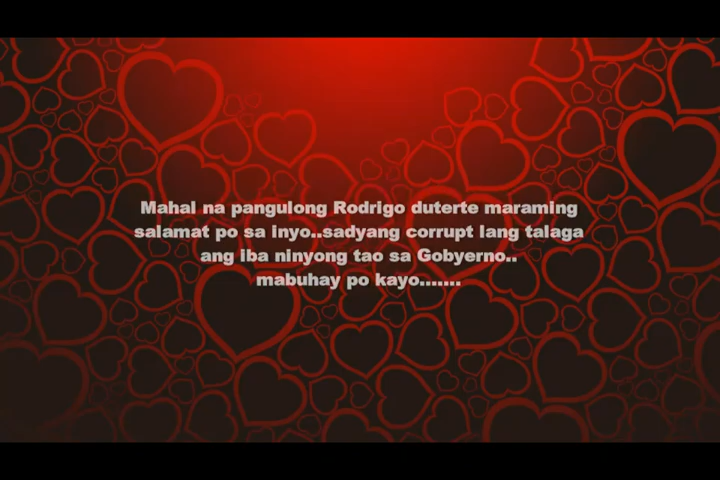 Mahal na pangulong Rodrigo duterte maraming
salamat po sa inyo..sadyang corrupt lang talaga
ang iba ninyong tao sa Gobyerno..
mabuhay po kayo.......